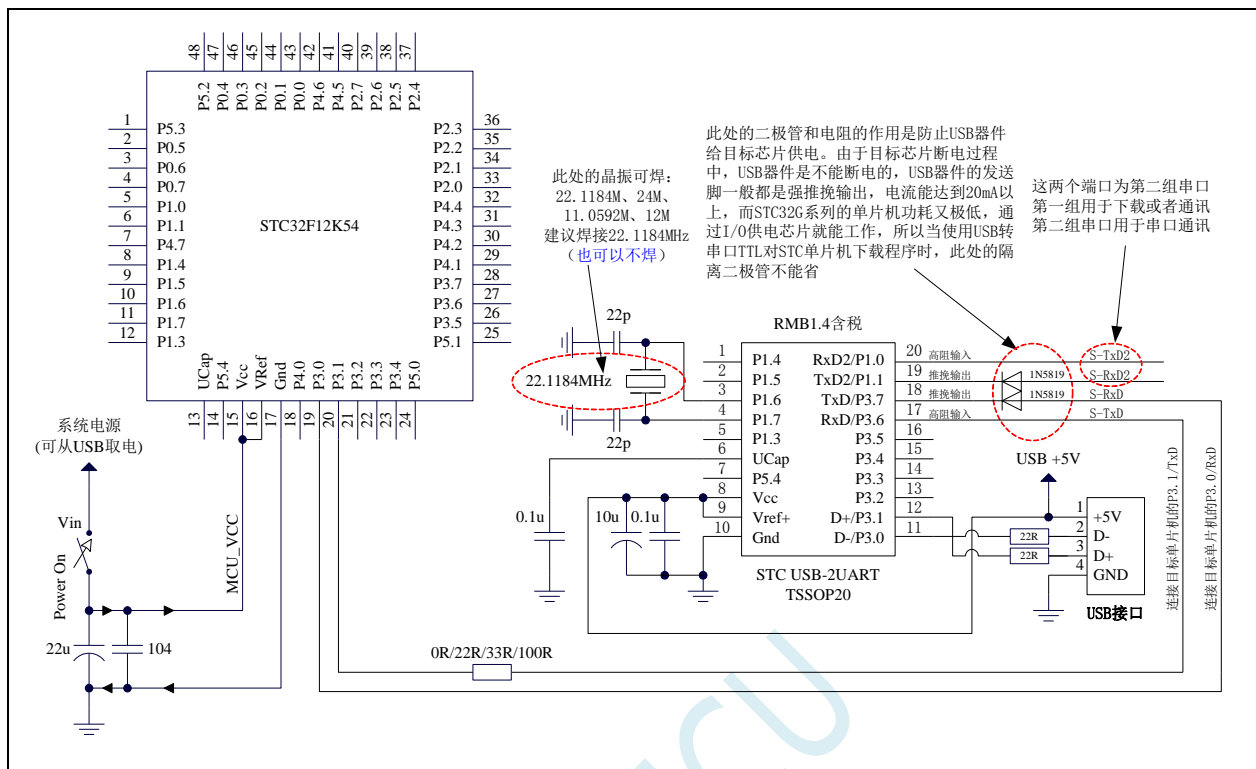 48
47
46
45
44
43
42
41
40
39
38
37
P5.2
P0.4
P0.3
P0.2
P0.1
P0.0
P4.6
P4.5
P2.7
P2.6
P2.5
P2.4
1 P5.3
2 P0.5
3 P0.6
4 P0.7
5 P1.0
6 P1.1
7 P4.7
8 P1.4
9 P1.5
10 P1.6
11 P1.7
12 P1.3
STC32F12K54
P2.3 36
P2.2 35
P2.1 34
P2.0 33
P4.4 32
P4.3 31
P4.2 30
P4.1 29
P3.7 28
P3.6 27
P3.5 26
P5.1 25
UCap
P5.4
Vcc
VRef
Gnd
P4.0
P3.0
P3.1
P3.2
P3.3
P3.4
P5.0
13
14
15
16
17
18
19
20
21
22
23
24
系统电源
(可从USB取电)
Vin
Power On
MCU_VCC
22u
104
此处的晶振可焊：
22.1184M、24M、
11.0592M、12M
建议焊接22.1184MHz
（也可以不焊）
22p
22.1184MHz
22p
此处的二极管和电阻的作用是防止USB器件
给目标芯片供电。由于目标芯片断电过程
中，USB器件是不能断电的，USB器件的发送
脚一般都是强推挽输出，电流能达到20mA以
上，而STC32G系列的单片机功耗又极低，通
过I/O供电芯片就能工作，所以当使用USB转
串口TTL对STC单片机下载程序时，此处的隔
离二极管不能省
这两个端口为第二组串口
第一组用于下载或者通讯
第二组串口用于串口通讯
RMB1.4含税
1 P1.4
2 P1.5
3 P1.6
4 P1.7
5 P1.3
6 UCap
7 P5.4
8 Vcc
9 Vref+
10 Gnd
RxD2/P1.0 20 高阻输入 S-TxD2
TxD2/P1.1 19 推挽输出 1N5819 S-RxD2
TxD/P3.7 18 推挽输出 1N5819 S-RxD
RxD/P3.6 17 高阻输入 S-TxD
P3.5 16
P3.4 15
P3.3 14
P3.2 13
D+/P3.1 12
D-/P3.0 11
STC USB-2UART
TSSOP20
0.1u
10u
0.1u
USB +5V
22R
22R
1 +5V
2 D-
3 D+
4 GND
USB接口
连接目标单片机的P3.1/TxD
连接目标单片机的P3.0/RxD
0R/22R/33R/100R
MCU